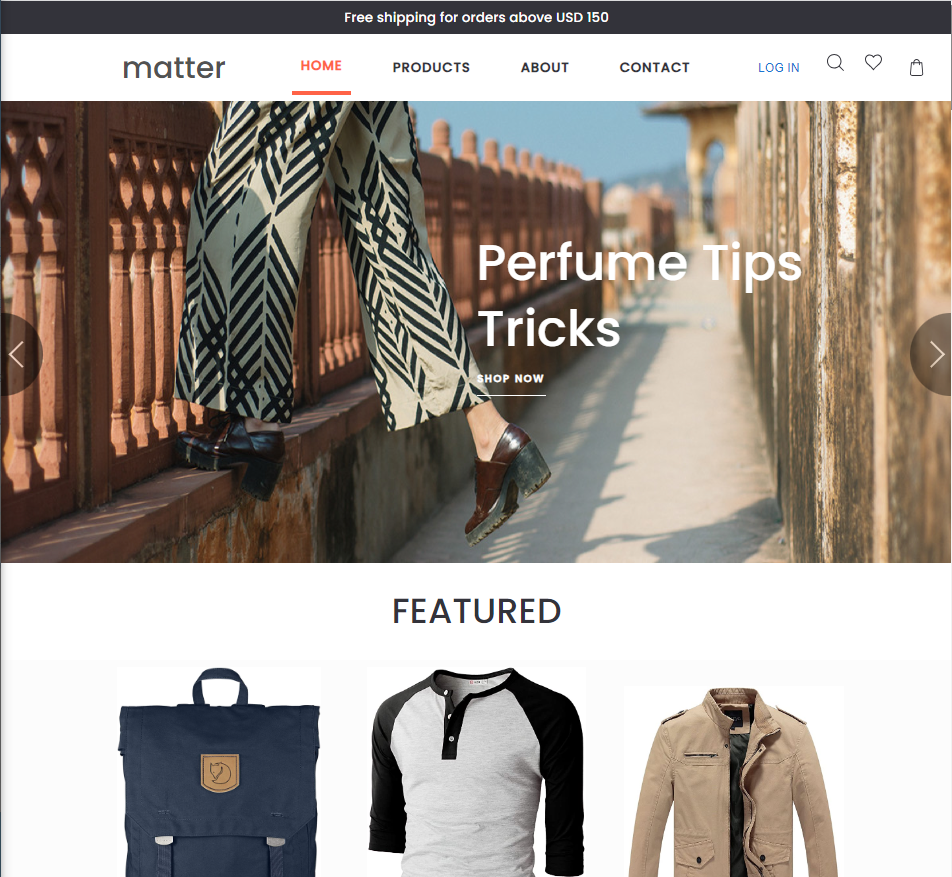 Free shipping for orders above USD 150
matter
HOME
PRODUCTS
ABOUT
CONTACT
LOG IN
Perfume Tips
Tricks
SHOP NOW
FEATURED